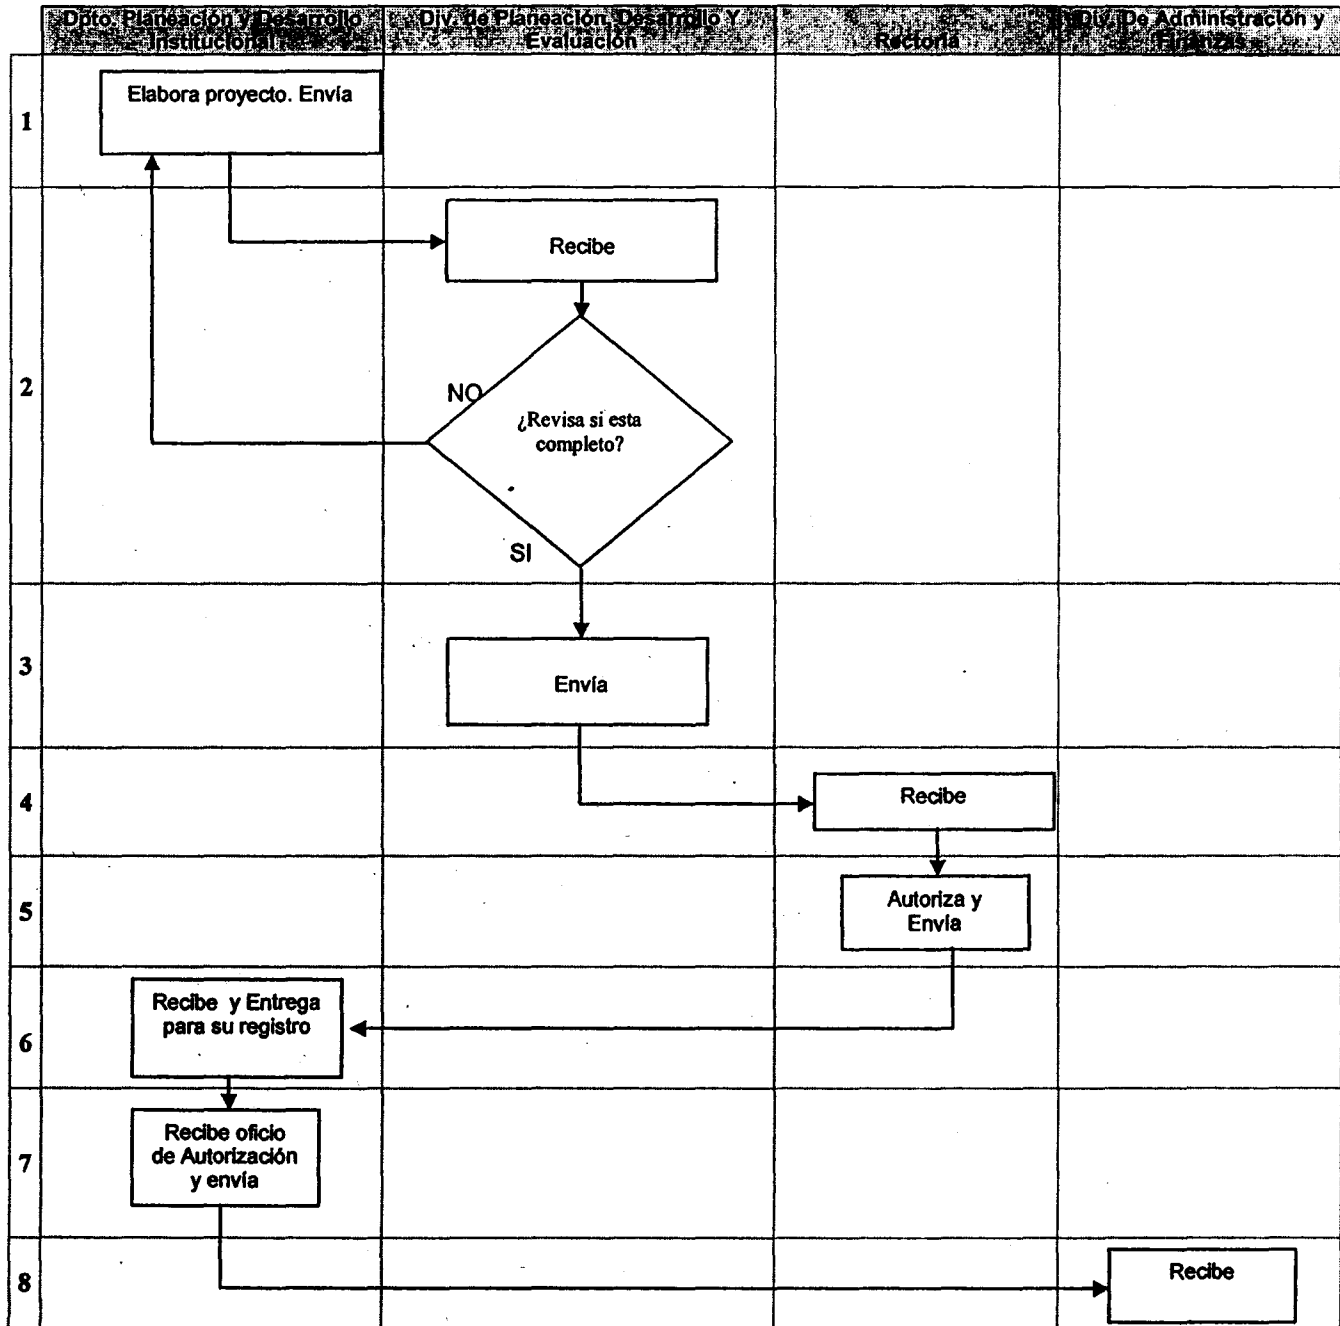 Dpto. Planeación y Desarrollo
Institucional
Div. de Planeación, Desarrollo Y
Evaluación
Rectoría
Div. De Administración y
Finanzas
1
Elabora proyecto. Envía
2
Recibe
NO
¿Revisa si esta
completo?
SI
3
Envía
4
Recibe
5
Autoriza y
Envía
6
Recibe y Entrega
para su registro
7
Recibe oficio
de Autorización
y envía
8
Recibe